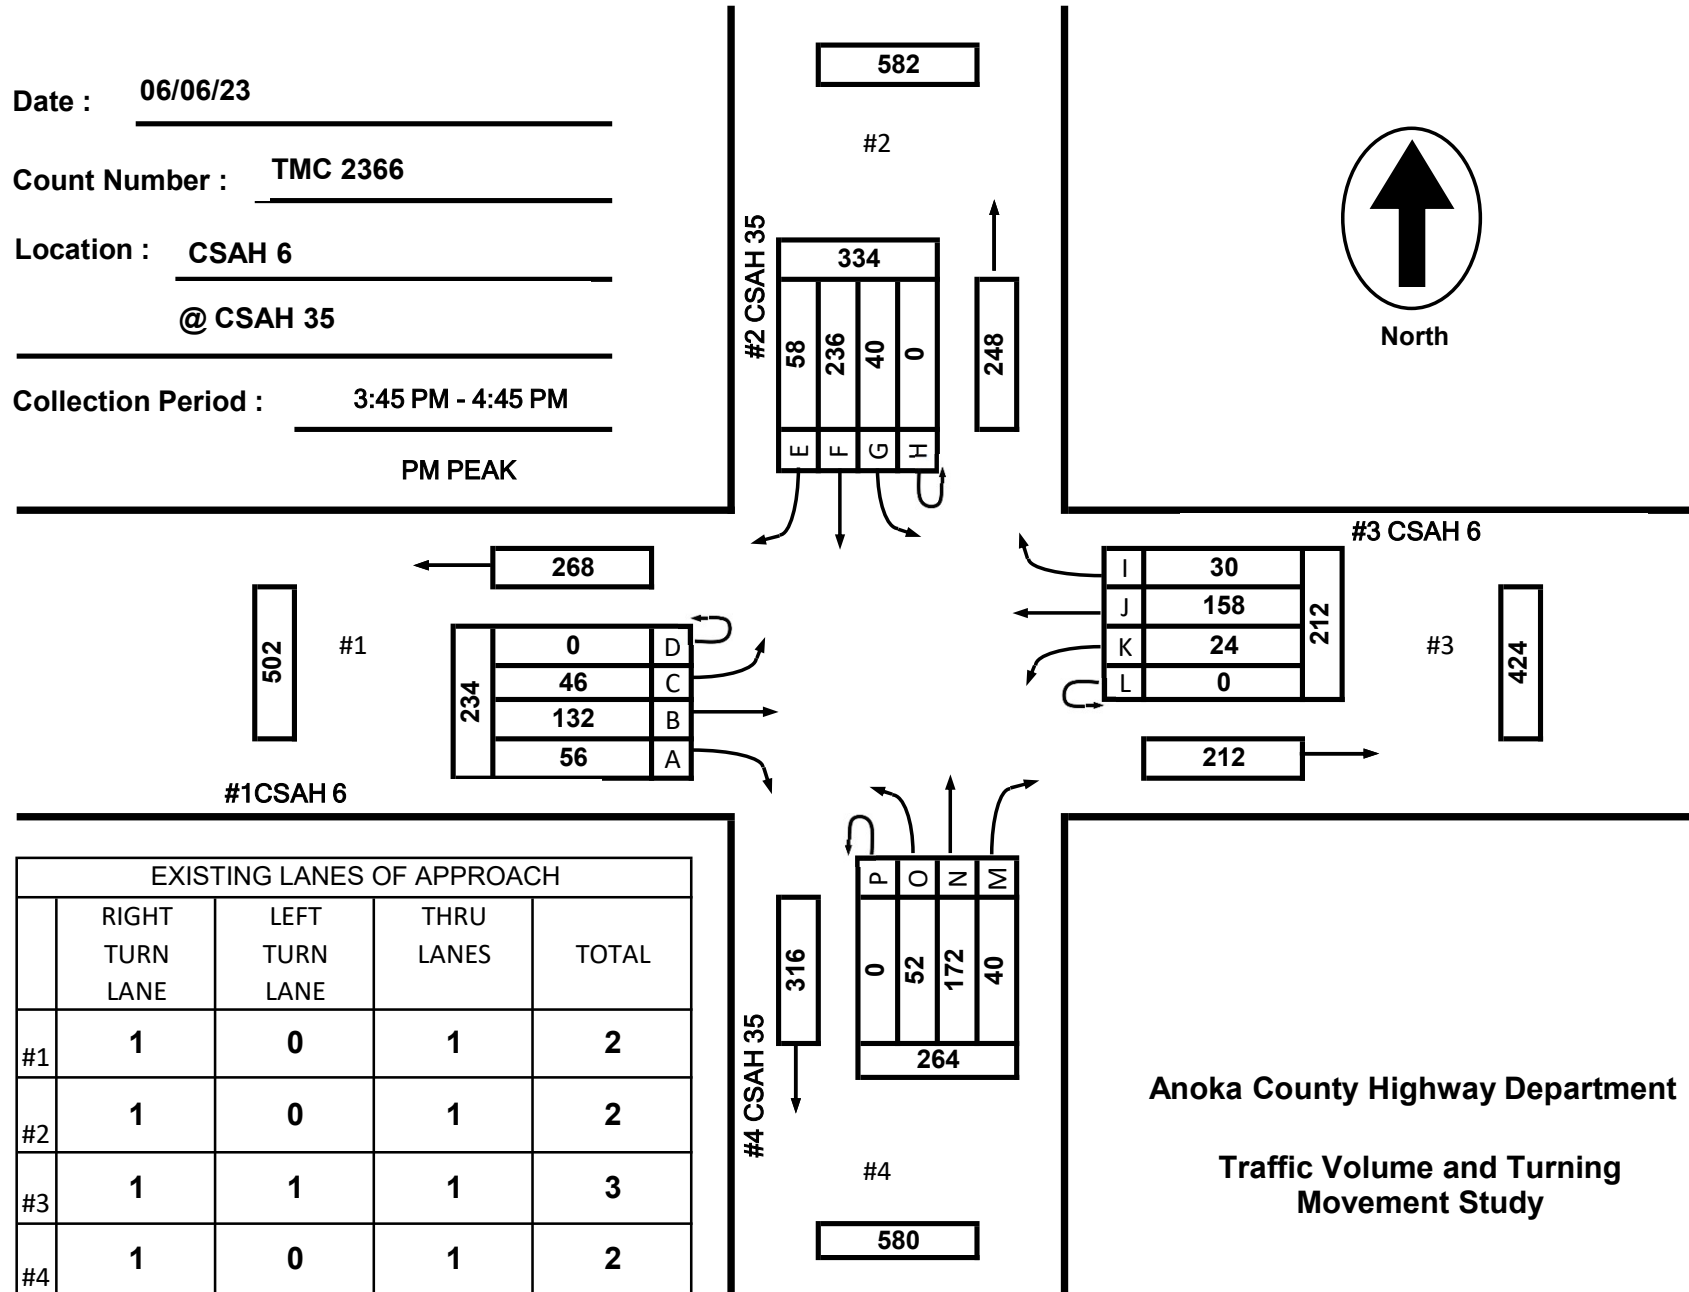 Date : 06/06/23
Count Number : TMC 2366
Location : CSAH 6
@ CSAH 35
Collection Period : 3:45 PM - 4:45 PM
PM PEAK
582
#2
#2 CSAH 35
334
58 236 40 0
E F G H
248
North
#3 CSAH 6
268
502
#1
234
0 D
46 C
132 B
56 A
#1CSAH 6
I 30
J 158
K 24
L 0
212
#3
424
212
P O N M
0 52 172 40
264
316
#4 CSAH 35
#4
580
EXISTING LANES OF APPROACH
RIGHT TURN LANE LEFT TURN LANE THRU LANES TOTAL
#1 1 0 1 2
#2 1 0 1 2
#3 1 1 1 3
#4 1 0 1 2
Anoka County Highway Department
Traffic Volume and Turning
Movement Study